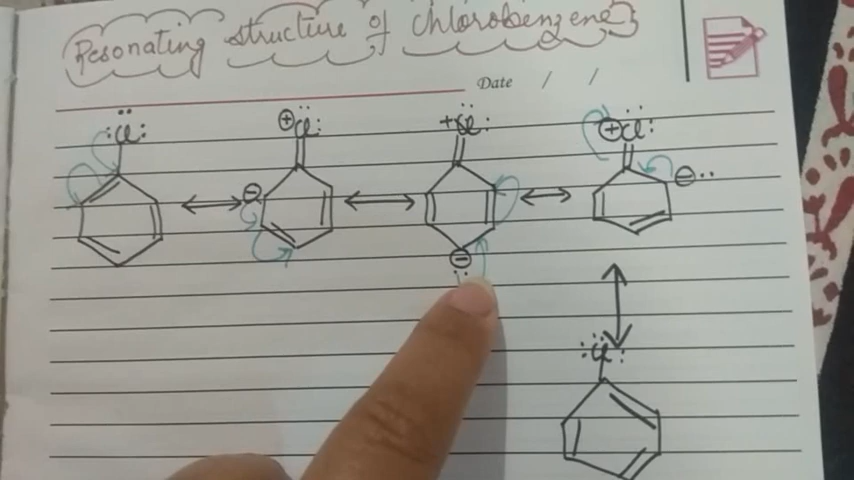 Resonating structure of Chlorobenzene
Date / /
:C̈l: ⊕C̈l: +C̈l: ⊕C̈l:
⊖ ⊖··
⊖
··
:C̈l: